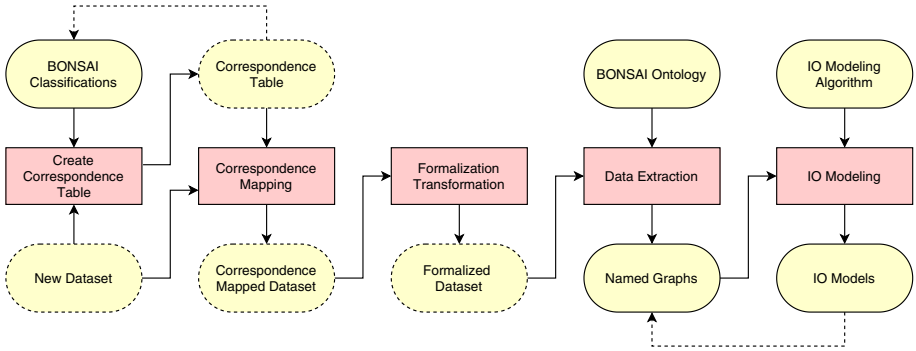 BONSAI
Classifications
Correspondence
Table
BONSAI Ontology
IO Modeling
Algorithm
Create
Correspondence
Table
Correspondence
Mapping
Formalization
Transformation
Data Extraction
IO Modeling
New Dataset
Correspondence
Mapped Dataset
Formalized
Dataset
Named Graphs
IO Models